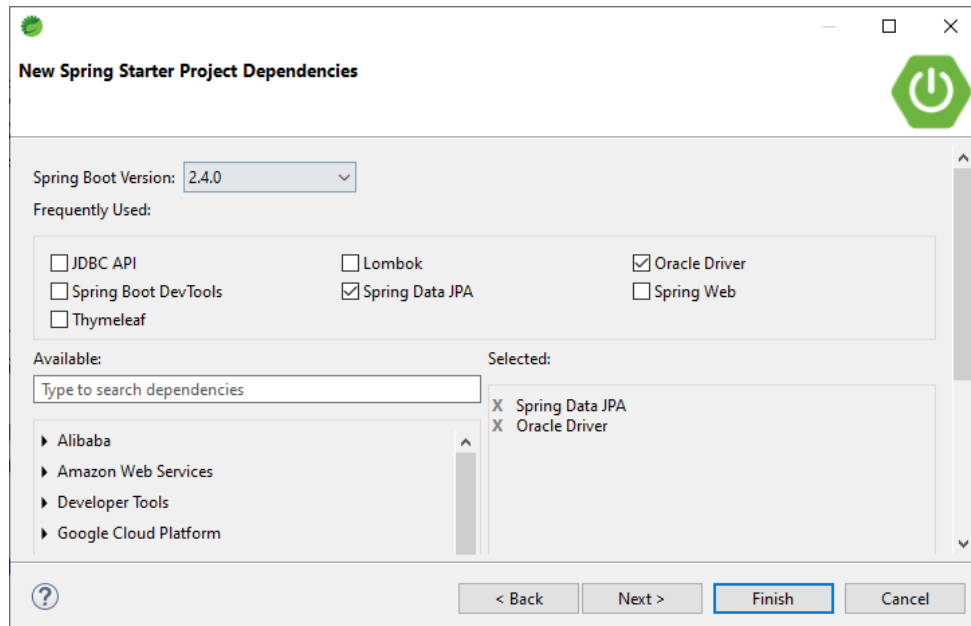 New Spring Starter Project Dependencies
Spring Boot Version: 2.4.0
Frequently Used:
JDBC API Lombok Oracle Driver
Spring Boot DevTools Spring Data JPA Spring Web
Thymeleaf
Available: Selected:
Type to search dependencies
X Spring Data JPA
X Oracle Driver
Alibaba
Amazon Web Services
Developer Tools
Google Cloud Platform
? < Back Next > Finish Cancel